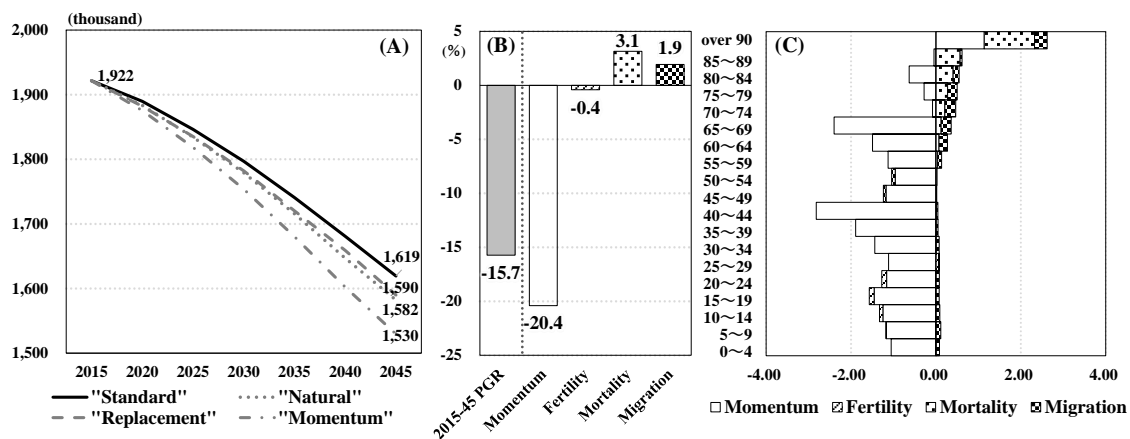 (thousand)
(A)
2,000
1,900
1,800
1,700
1,600
1,500
1,922
1,619
1,590
1,582
1,530
2015 2020 2025 2030 2035 2040 2045
"Standard" "Natural"
"Replacement" "Momentum"
(B)
(%)
5
0
-5
-10
-15
-20
-25
-15.7
-20.4
-0.4
3.1
1.9
2015-45 PGR
Momentum
Fertility
Mortality
Migration
(C)
over 90
85～89
80～84
75～79
70～74
65～69
60～64
55～59
50～54
45～49
40～44
35～39
30～34
25～29
20～24
15～19
10～14
5～9
0～4
-4.00 -2.00 0.00 2.00 4.00
Momentum Fertility Mortality Migration